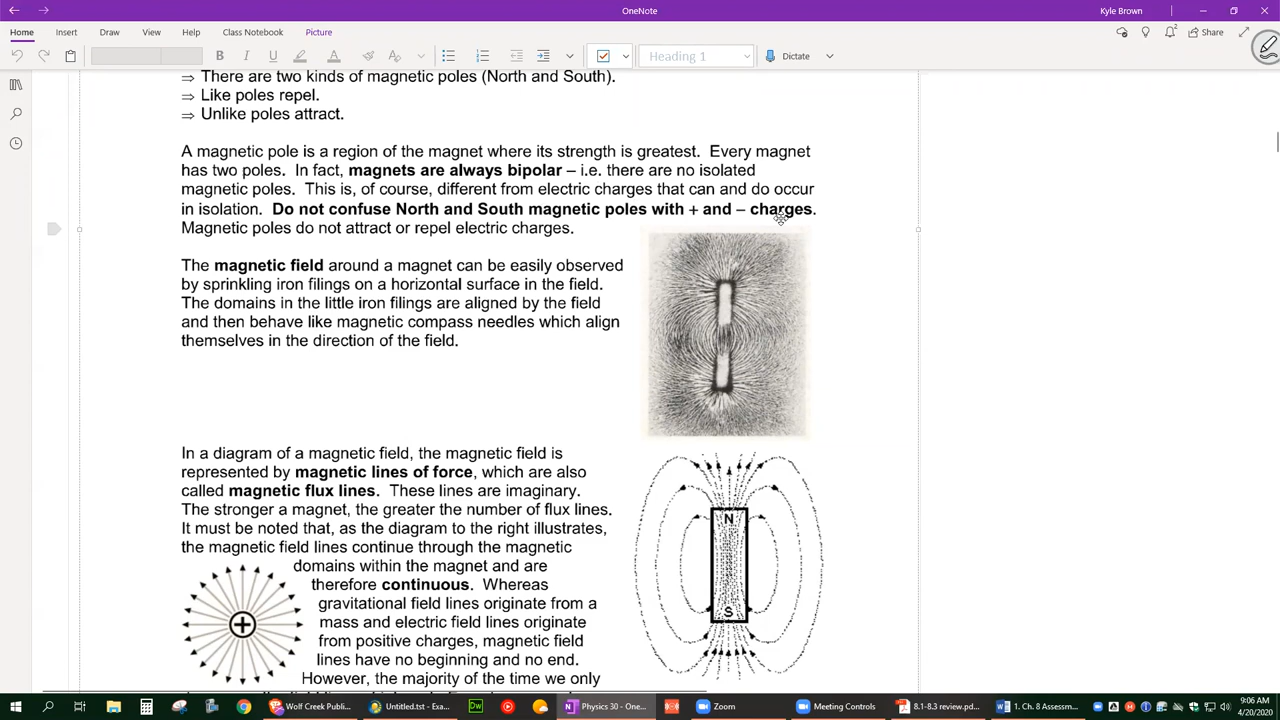 OneNote
Kyle Brown
Home Insert Draw View Help Class Notebook Picture
Share
Heading 1
Dictate
⇒ There are two kinds of magnetic poles (North and South).
⇒ Like poles repel.
⇒ Unlike poles attract.
A magnetic pole is a region of the magnet where its strength is greatest. Every magnet
has two poles. In fact, magnets are always bipolar – i.e. there are no isolated
magnetic poles. This is, of course, different from electric charges that can and do occur
in isolation. Do not confuse North and South magnetic poles with + and – charges.
Magnetic poles do not attract or repel electric charges.
The magnetic field around a magnet can be easily observed
by sprinkling iron filings on a horizontal surface in the field.
The domains in the little iron filings are aligned by the field
and then behave like magnetic compass needles which align
themselves in the direction of the field.
In a diagram of a magnetic field, the magnetic field is
represented by magnetic lines of force, which are also
called magnetic flux lines. These lines are imaginary.
The stronger a magnet, the greater the number of flux lines.
It must be noted that, as the diagram to the right illustrates,
the magnetic field lines continue through the magnetic
domains within the magnet and are
therefore continuous. Whereas
gravitational field lines originate from a
mass and electric field lines originate
from positive charges, magnetic field
lines have no beginning and no end.
However, the majority of the time we only
N
S
+
Wolf Creek Publi...
Untitled.tst - Exa...
Physics 30 - One...
Zoom
Meeting Controls
8.1-8.3 review.pd...
1. Ch. 8 Assessm...
9:06 AM
4/20/2020